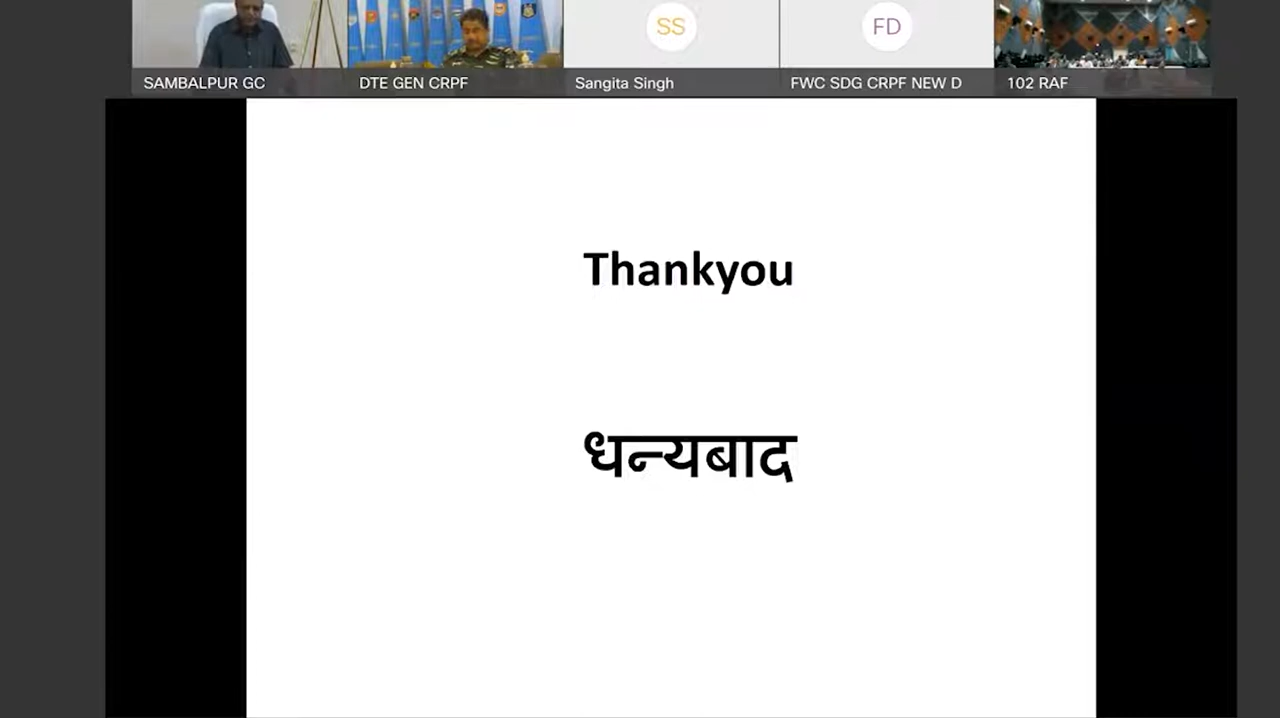 SS
FD
SAMBALPUR GC
DTE GEN CRPF
Sangita Singh
FWC SDG CRPF NEW D
102 RAF
Thankyou
धन्यबाद